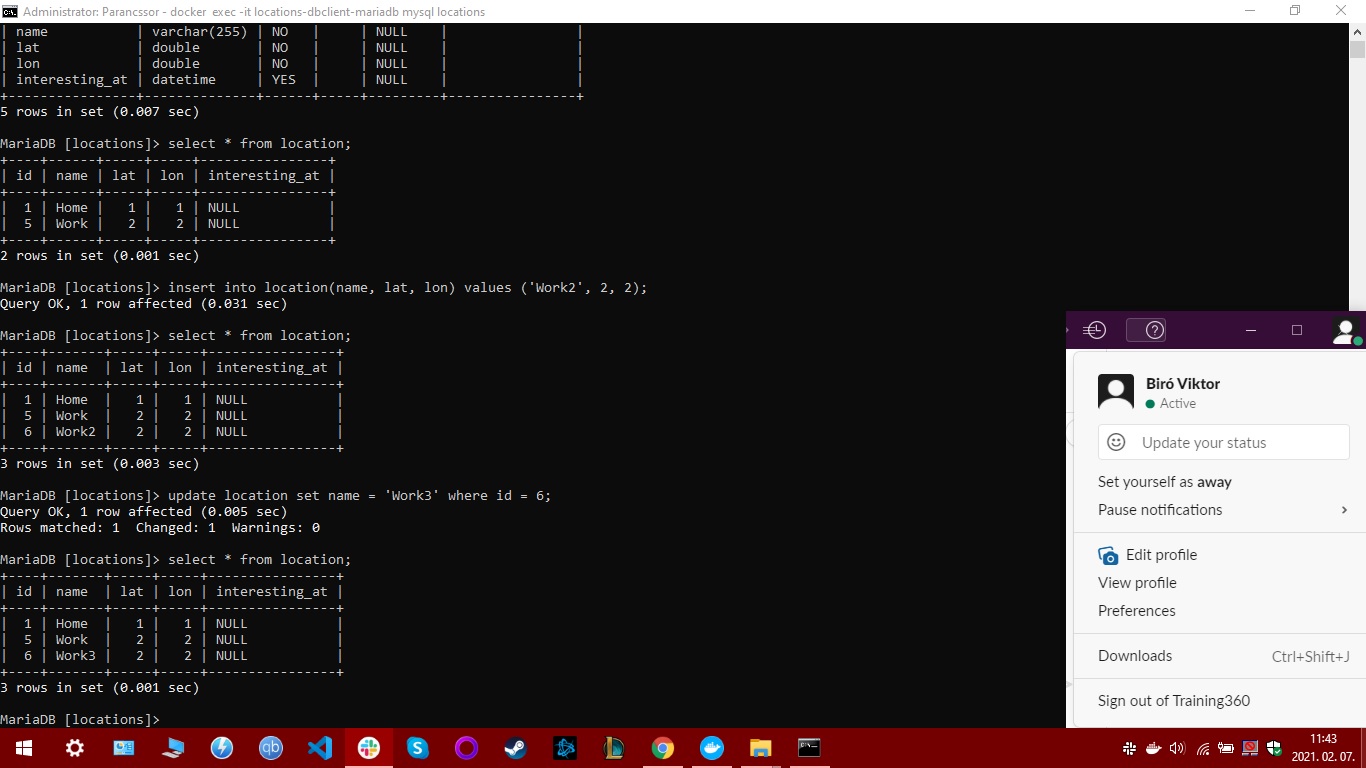 Administrator: Parancssor - docker  exec -it locations-dbclient-mariadb mysql locations
| name            | varchar(255) | NO   |     | NULL    |                |
| lat             | double       | NO   |     | NULL    |                |
| lon             | double       | NO   |     | NULL    |                |
| interesting_at | datetime     | YES  |     | NULL    |                |
+----------------+--------------+------+-----+---------+----------------+
5 rows in set (0.007 sec)
MariaDB [locations]> select * from location;
+----+------+-----+-----+----------------+
| id | name | lat | lon | interesting_at |
+----+------+-----+-----+----------------+
|  1 | Home |   1 |   1 | NULL           |
|  5 | Work |   2 |   2 | NULL           |
+----+------+-----+-----+----------------+
2 rows in set (0.001 sec)
MariaDB [locations]> insert into location(name, lat, lon) values ('Work2', 2, 2);
Query OK, 1 row affected (0.031 sec)
MariaDB [locations]> select * from location;
+----+-------+-----+-----+----------------+
| id | name  | lat | lon | interesting_at |
+----+-------+-----+-----+----------------+
|  1 | Home  |   1 |   1 | NULL           |
|  5 | Work  |   2 |   2 | NULL           |
|  6 | Work2 |   2 |   2 | NULL           |
+----+-------+-----+-----+----------------+
3 rows in set (0.003 sec)
MariaDB [locations]> update location set name = 'Work3' where id = 6;
Query OK, 1 row affected (0.005 sec)
Rows matched: 1  Changed: 1  Warnings: 0
MariaDB [locations]> select * from location;
+----+-------+-----+-----+----------------+
| id | name  | lat | lon | interesting_at |
+----+-------+-----+-----+----------------+
|  1 | Home  |   1 |   1 | NULL           |
|  5 | Work  |   2 |   2 | NULL           |
|  6 | Work3 |   2 |   2 | NULL           |
+----+-------+-----+-----+----------------+
3 rows in set (0.001 sec)
MariaDB [locations]>
Biró Viktor
Active
Update your status
Set yourself as away
Pause notifications
Edit profile
View profile
Preferences
Downloads Ctrl+Shift+J
Sign out of Training360
qb
11:43
2021. 02. 07.